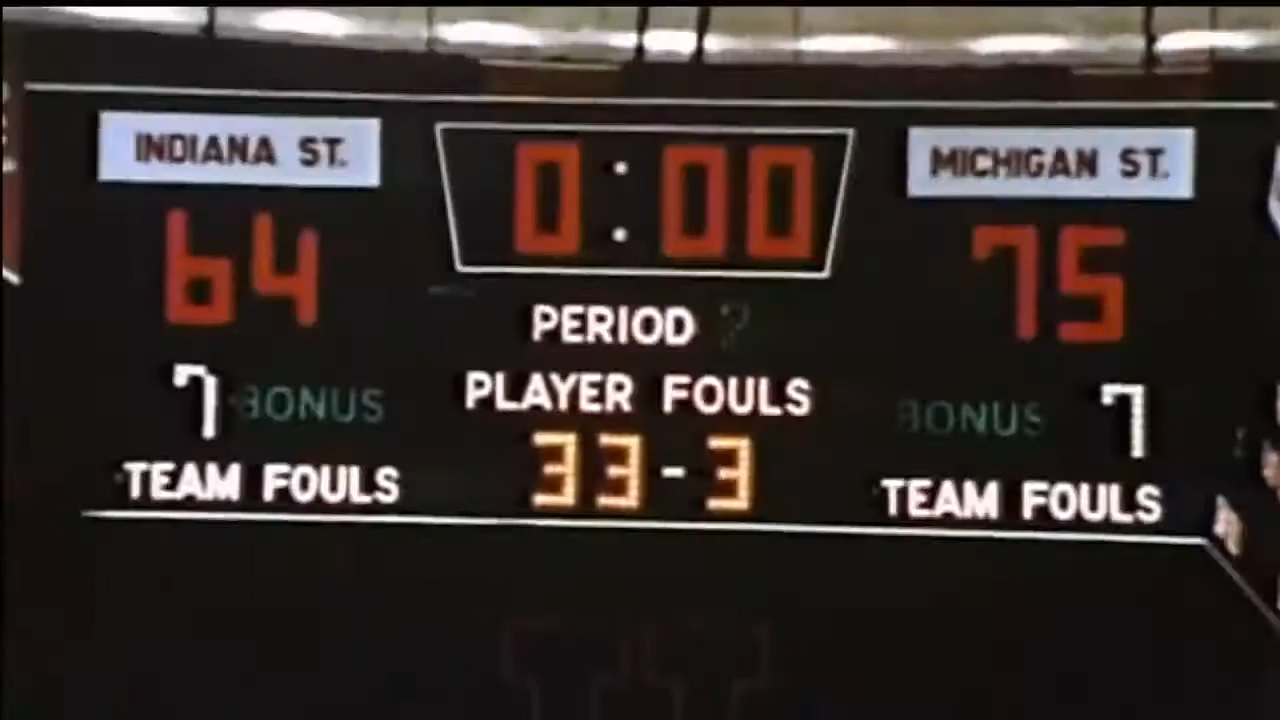 INDIANA ST.
0:00
MICHIGAN ST.
64
75
PERIOD
7 BONUS
PLAYER FOULS
BONUS 7
TEAM FOULS
33-3
TEAM FOULS